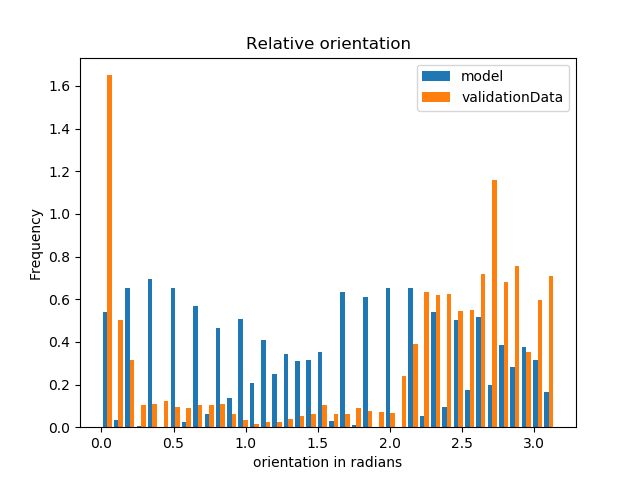 Relative orientation
model
validationData
Frequency
1.6
1.4
1.2
1.0
0.8
0.6
0.4
0.2
0.0
0.0 0.5 1.0 1.5 2.0 2.5 3.0
orientation in radians